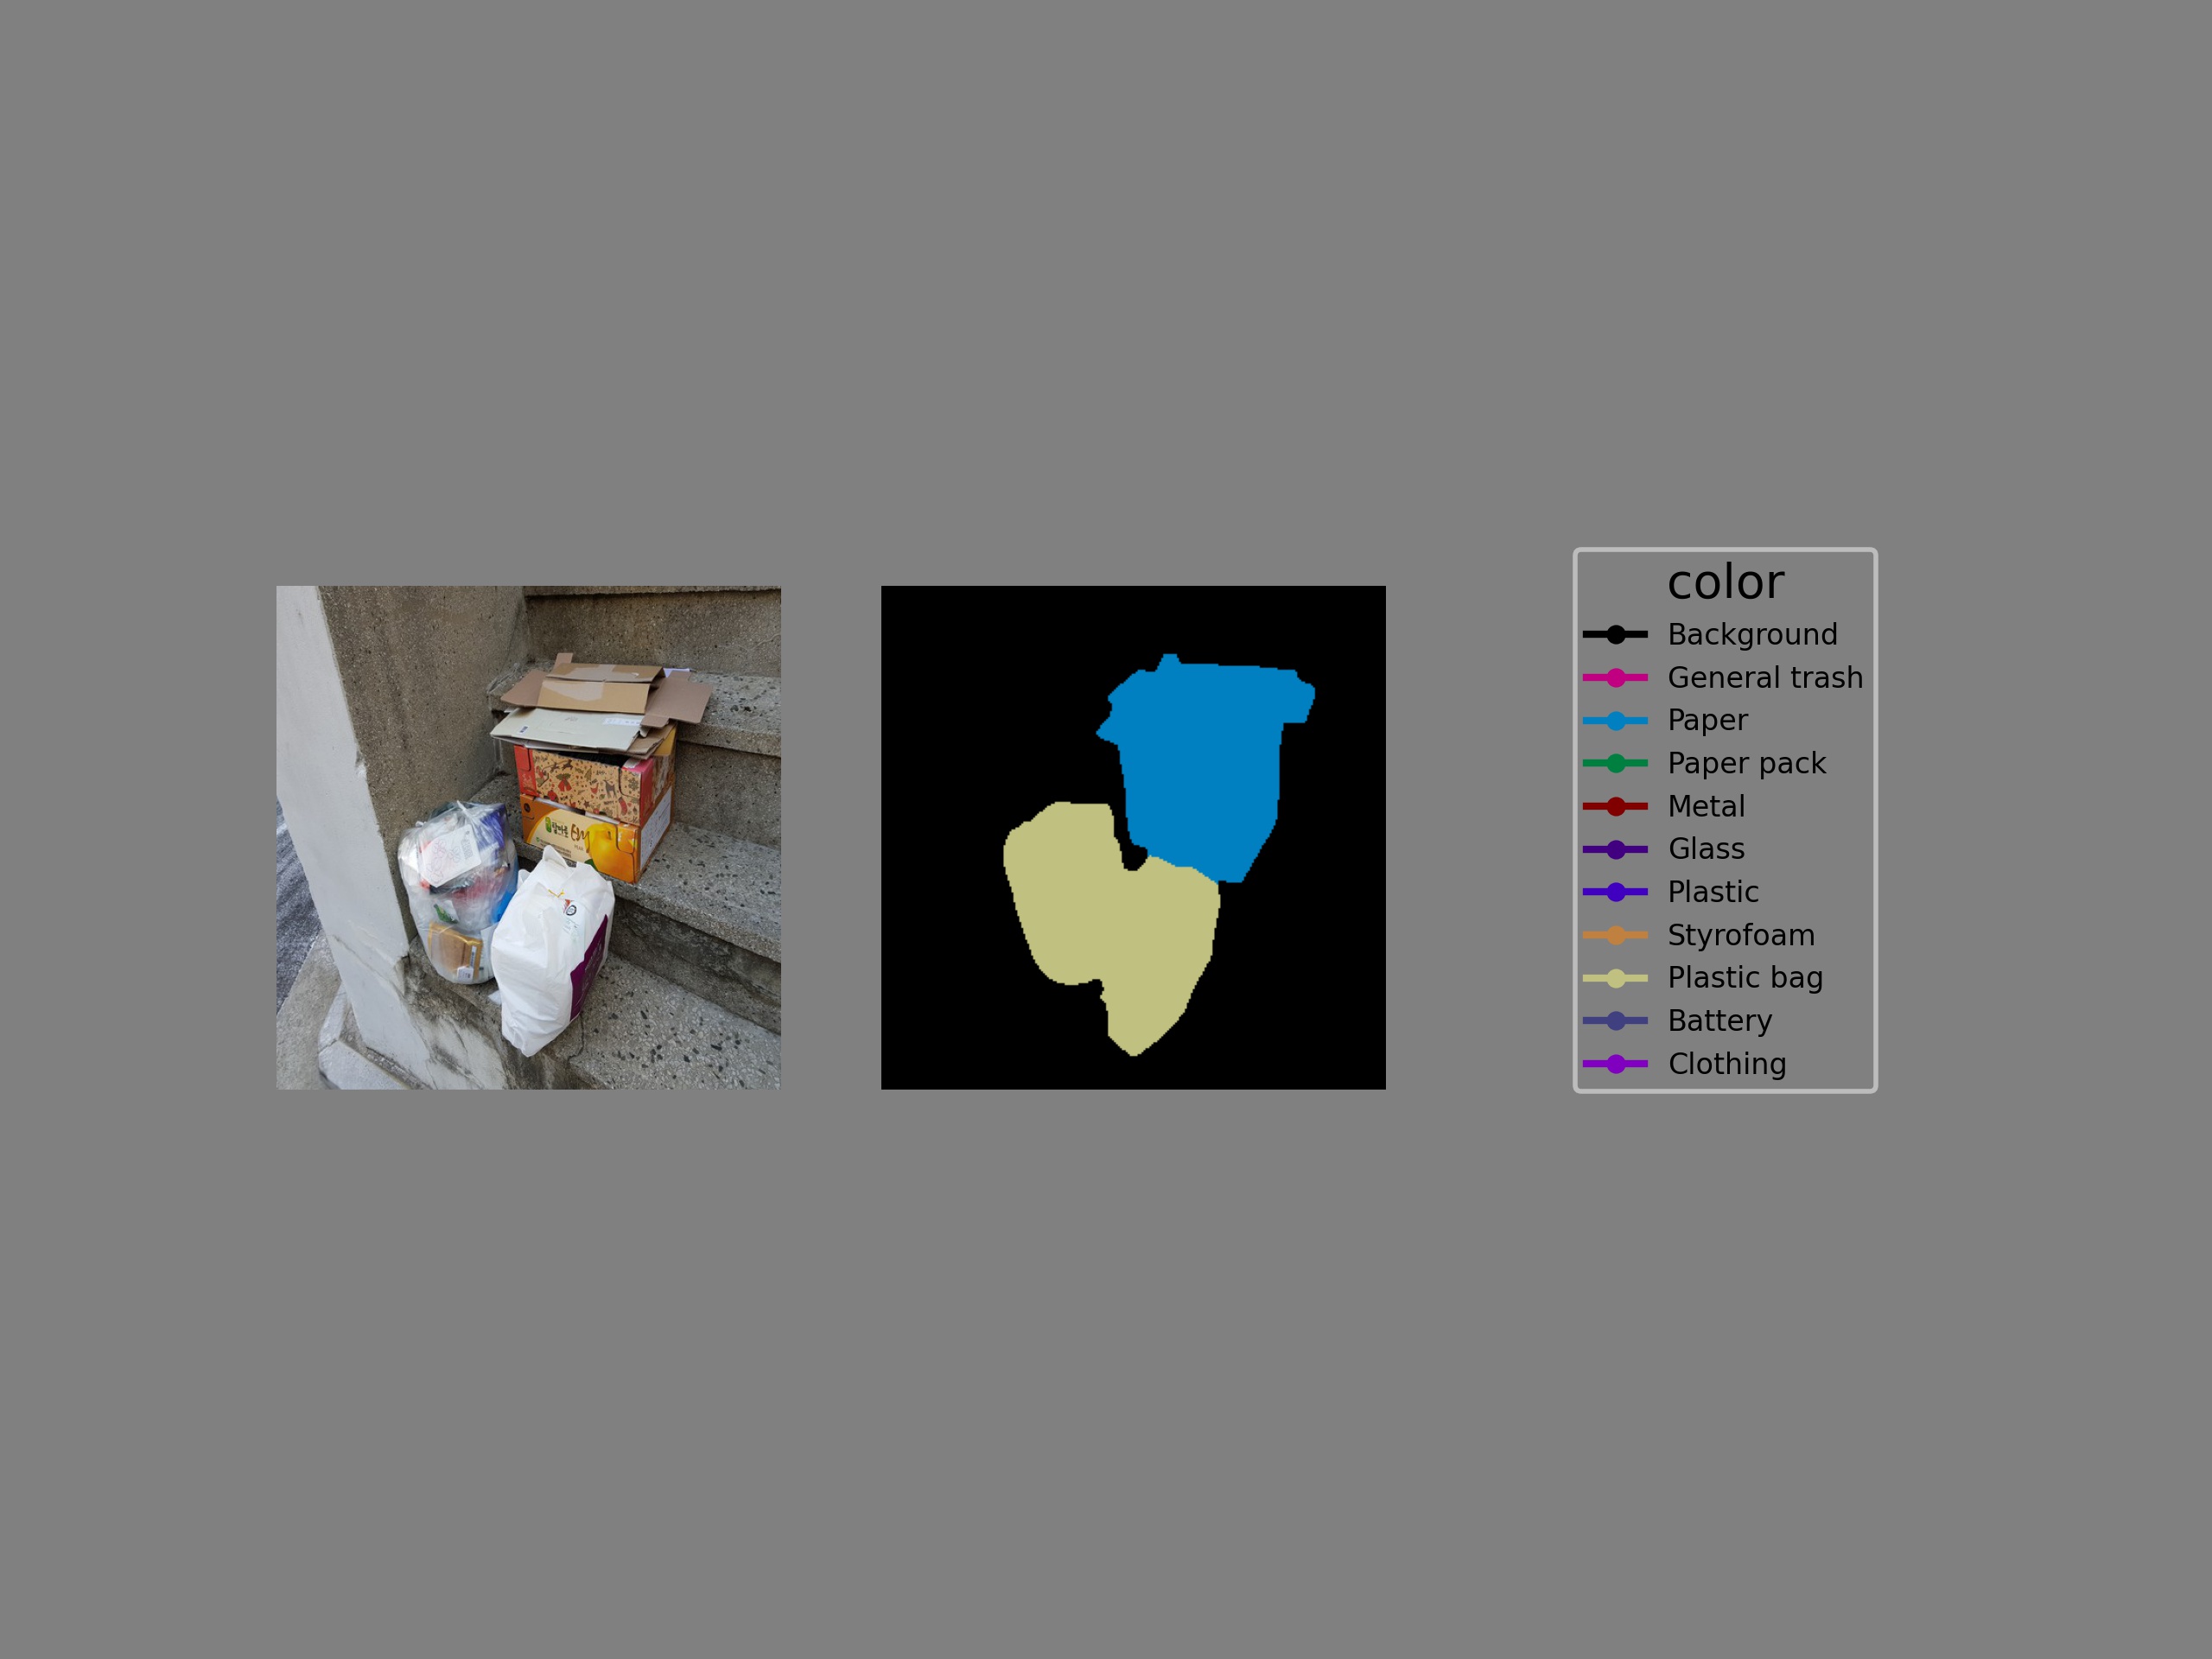 color
Background
General trash
Paper
Paper pack
Metal
Glass
Plastic
Styrofoam
Plastic bag
Battery
Clothing